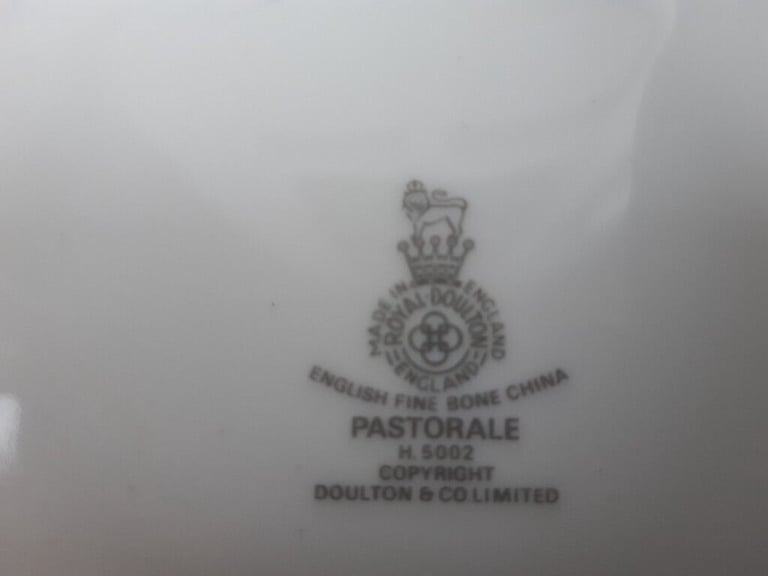 MADE IN ENGLAND
ROYAL·DOULTON
ENGLAND
ENGLISH FINE BONE CHINA
PASTORALE
H. 5002
COPYRIGHT
DOULTON & CO LIMITED